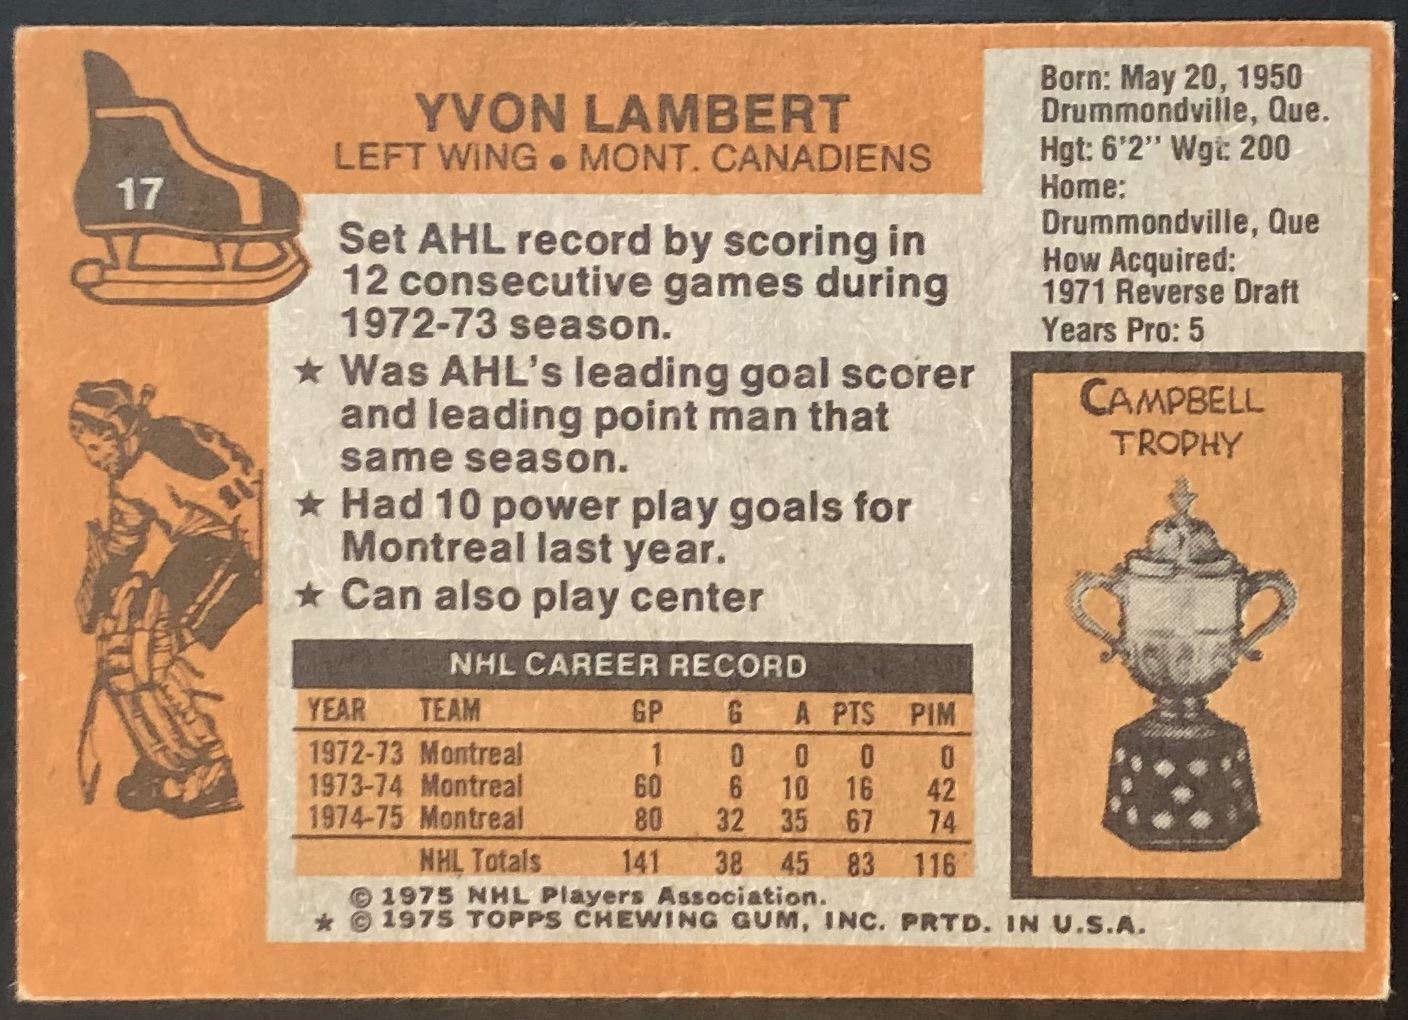 17
YVON LAMBERT
LEFT WING • MONT. CANADIENS
Born: May 20, 1950
Drummondville, Que.
Hgt: 6'2" Wgt: 200
Home:
Drummondville, Que
How Acquired:
1971 Reverse Draft
Years Pro: 5
Set AHL record by scoring in
12 consecutive games during
1972-73 season.
★ Was AHL's leading goal scorer
and leading point man that
same season.
★ Had 10 power play goals for
Montreal last year.
★ Can also play center
CAMPBELL
TROPHY
NHL CAREER RECORD
YEAR TEAM GP G A PTS PIM
1972-73 Montreal 1 0 0 0 0
1973-74 Montreal 60 6 10 16 42
1974-75 Montreal 80 32 35 67 74
NHL Totals 141 38 45 83 116
© 1975 NHL Players Association.
★ © 1975 TOPPS CHEWING GUM, INC. PRTD. IN U.S.A.